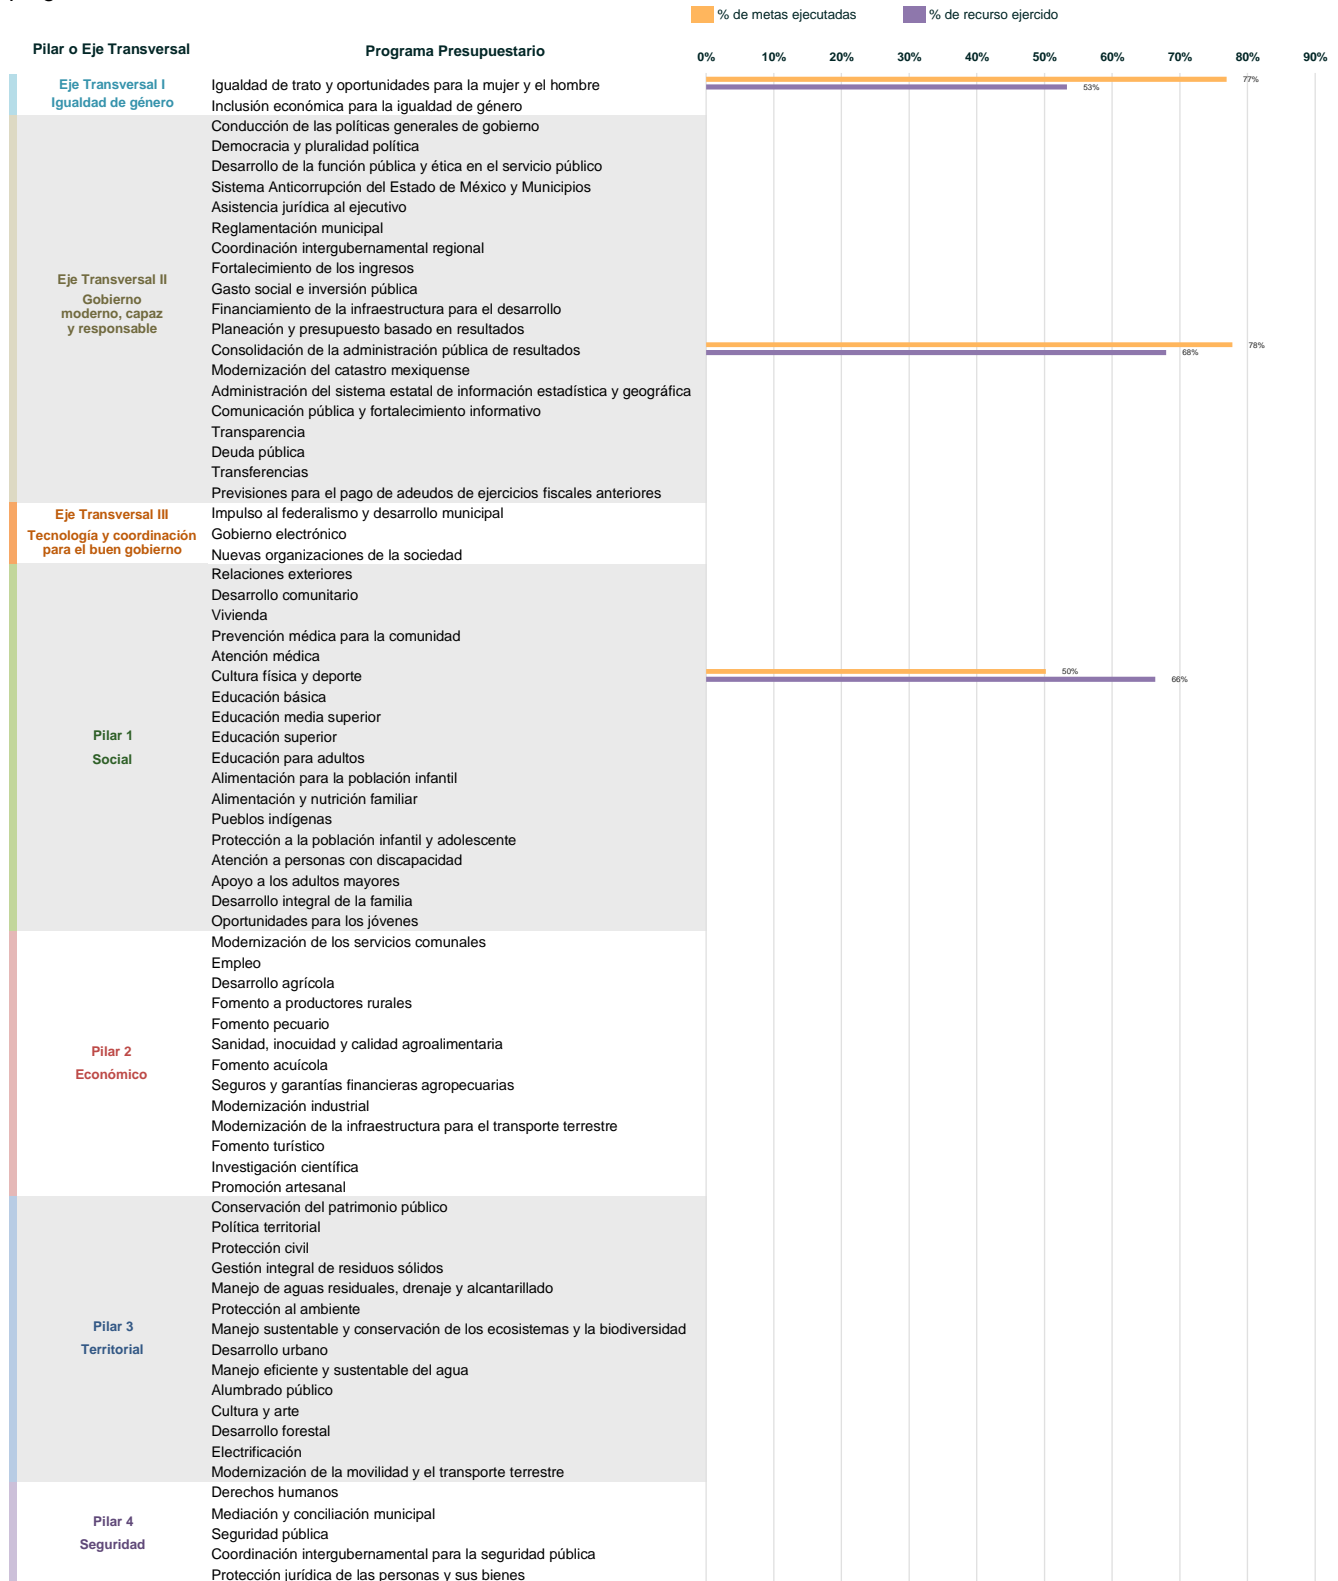 % de metas ejecutadas % de recurso ejercido
Pilar o Eje Transversal Programa Presupuestario 0% 10% 20% 30% 40% 50% 60% 70% 80% 90%
Eje Transversal I
Igualdad de género
Igualdad de trato y oportunidades para la mujer y el hombre 77% 53%
Inclusión económica para la igualdad de género
Eje Transversal II
Gobierno
moderno, capaz
y responsable
Conducción de las políticas generales de gobierno
Democracia y pluralidad política
Desarrollo de la función pública y ética en el servicio público
Sistema Anticorrupción del Estado de México y Municipios
Asistencia jurídica al ejecutivo
Reglamentación municipal
Coordinación intergubernamental regional
Fortalecimiento de los ingresos
Gasto social e inversión pública
Financiamiento de la infraestructura para el desarrollo
Planeación y presupuesto basado en resultados
Consolidación de la administración pública de resultados 78% 68%
Modernización del catastro mexiquense
Administración del sistema estatal de información estadística y geográfica
Comunicación pública y fortalecimiento informativo
Transparencia
Deuda pública
Transferencias
Previsiones para el pago de adeudos de ejercicios fiscales anteriores
Eje Transversal III
Tecnología y coordinación
para el buen gobierno
Impulso al federalismo y desarrollo municipal
Gobierno electrónico
Nuevas organizaciones de la sociedad
Pilar 1
Social
Relaciones exteriores
Desarrollo comunitario
Vivienda
Prevención médica para la comunidad
Atención médica
Cultura física y deporte 50% 66%
Educación básica
Educación media superior
Educación superior
Educación para adultos
Alimentación para la población infantil
Alimentación y nutrición familiar
Pueblos indígenas
Protección a la población infantil y adolescente
Atención a personas con discapacidad
Apoyo a los adultos mayores
Desarrollo integral de la familia
Oportunidades para los jóvenes
Pilar 2
Económico
Modernización de los servicios comunales
Empleo
Desarrollo agrícola
Fomento a productores rurales
Fomento pecuario
Sanidad, inocuidad y calidad agroalimentaria
Fomento acuícola
Seguros y garantías financieras agropecuarias
Modernización industrial
Modernización de la infraestructura para el transporte terrestre
Fomento turístico
Investigación científica
Promoción artesanal
Pilar 3
Territorial
Conservación del patrimonio público
Política territorial
Protección civil
Gestión integral de residuos sólidos
Manejo de aguas residuales, drenaje y alcantarillado
Protección al ambiente
Manejo sustentable y conservación de los ecosistemas y la biodiversidad
Desarrollo urbano
Manejo eficiente y sustentable del agua
Alumbrado público
Cultura y arte
Desarrollo forestal
Electrificación
Modernización de la movilidad y el transporte terrestre
Pilar 4
Seguridad
Derechos humanos
Mediación y conciliación municipal
Seguridad pública
Coordinación intergubernamental para la seguridad pública
Protección jurídica de las personas y sus bienes